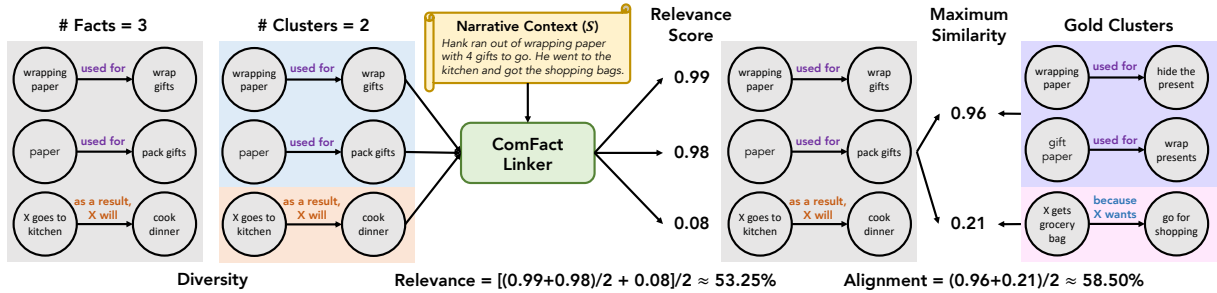 # Facts = 3
wrapping
paper
used for
wrap
gifts
paper
used for
pack gifts
X goes to
kitchen
as a result,
X will
cook
dinner
# Clusters = 2
wrapping
paper
used for
wrap
gifts
paper
used for
pack gifts
X goes to
kitchen
as a result,
X will
cook
dinner
Diversity
Narrative Context (S)
Hank ran out of wrapping paper
with 4 gifts to go. He went to the
kitchen and got the shopping bags.
ComFact
Linker
Relevance
Score
0.99
0.98
0.08
Relevance = [(0.99+0.98)/2 + 0.08]/2 ≈ 53.25%
wrapping
paper
used for
wrap
gifts
paper
used for
pack gifts
X goes to
kitchen
as a result,
X will
cook
dinner
Maximum
Similarity
0.96
0.21
Gold Clusters
wrapping
paper
used for
hide the
present
gift
paper
used for
wrap
presents
X gets
grocery
bag
because
X wants
go for
shopping
Alignment = (0.96+0.21)/2 ≈ 58.50%